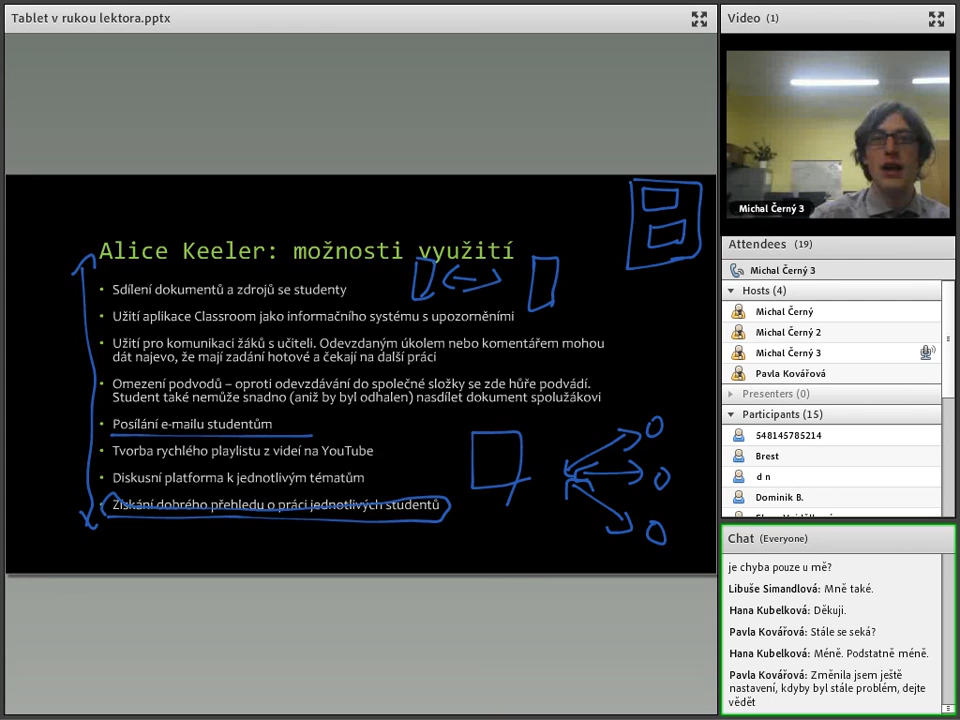 Tablet v rukou lektora.pptx
Alice Keeler: možnosti využití
• Sdílení dokumentů a zdrojů se studenty
• Užití aplikace Classroom jako informačního systému s upozorněními
• Užití pro komunikaci žáků s učiteli. Odevzdaným úkolem nebo komentářem mohou
dát najevo, že mají zadání hotové a čekají na další práci
• Omezení podvodů – oproti odevzdávání do společné složky se zde hůře podvádí.
Student také nemůže snadno (aniž by byl odhalen) nasdílet dokument spolužákovi
• Posílání e-mailu studentům
• Tvorba rychlého playlistu z videí na YouTube
• Diskusní platforma k jednotlivým tématům
• Získání dobrého přehledu o práci jednotlivých studentů
Video (1)
Michal Černý 3
Attendees (19)
Michal Černý 3
Hosts (4)
Michal Černý
Michal Černý 2
Michal Černý 3
Pavla Kovářová
Presenters (0)
Participants (15)
548145785214
Brest
d n
Dominik B.
Chat (Everyone)
je chyba pouze u mě?
Libuše Simandlová: Mně také.
Hana Kubelková: Děkuji.
Pavla Kovářová: Stále se seká?
Hana Kubelková: Méně. Podstatně méně.
Pavla Kovářová: Změnila jsem ještě
nastavení, kdyby byl stále problém, dejte
vědět